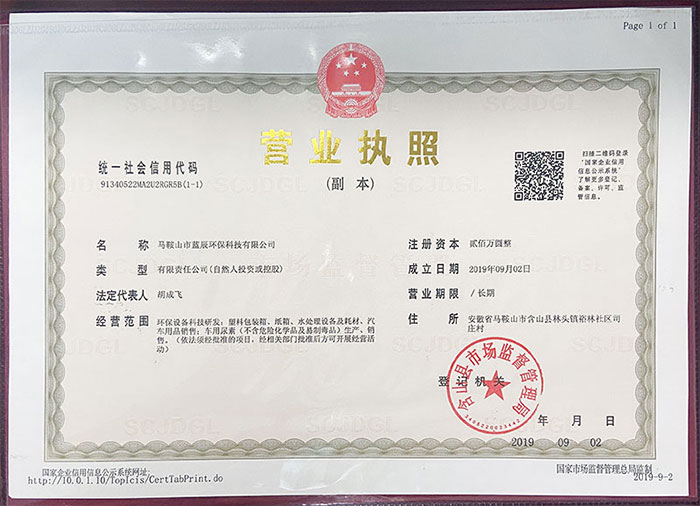 Page 1 of 1
SCJDGL
SCJDGL
SCJDGL
营业执照
(副 本)
统一社会信用代码
91340522MA2U2RGR5B(1-1)
扫描二维码登录
'国家企业信用
信息公示系统'
了解更多登记、
备案、许可、监
管信息。
名 称 马鞍山市蓝辰环保科技有限公司
类 型 有限责任公司(自然人投资或控股)
法定代表人 胡成飞
经营范围 环保设备科技研发; 塑料包装箱、纸箱、水处理设备及耗材、汽
车用品销售; 车用尿素 (不含危险化学品及易制毒品) 生产、销
售。(依法须经批准的项目, 经相关部门批准后方可开展经营活
动)
注册资本 贰佰万圆整
成立日期 2019年09月02日
营业期限 / 长期
住 所 安徽省马鞍山市含山县林头镇裕林社区司
庄村
市场监督管
登记机关
含山县市场监督管理局
年 月 日
2019 09 02
SCJDGL
SCJDGL
国家企业信用信息公示系统网址:
http://10.0.1.10/TopIcis/CertTabPrint.do
国家市场监督管理总局监制
2019-9-2